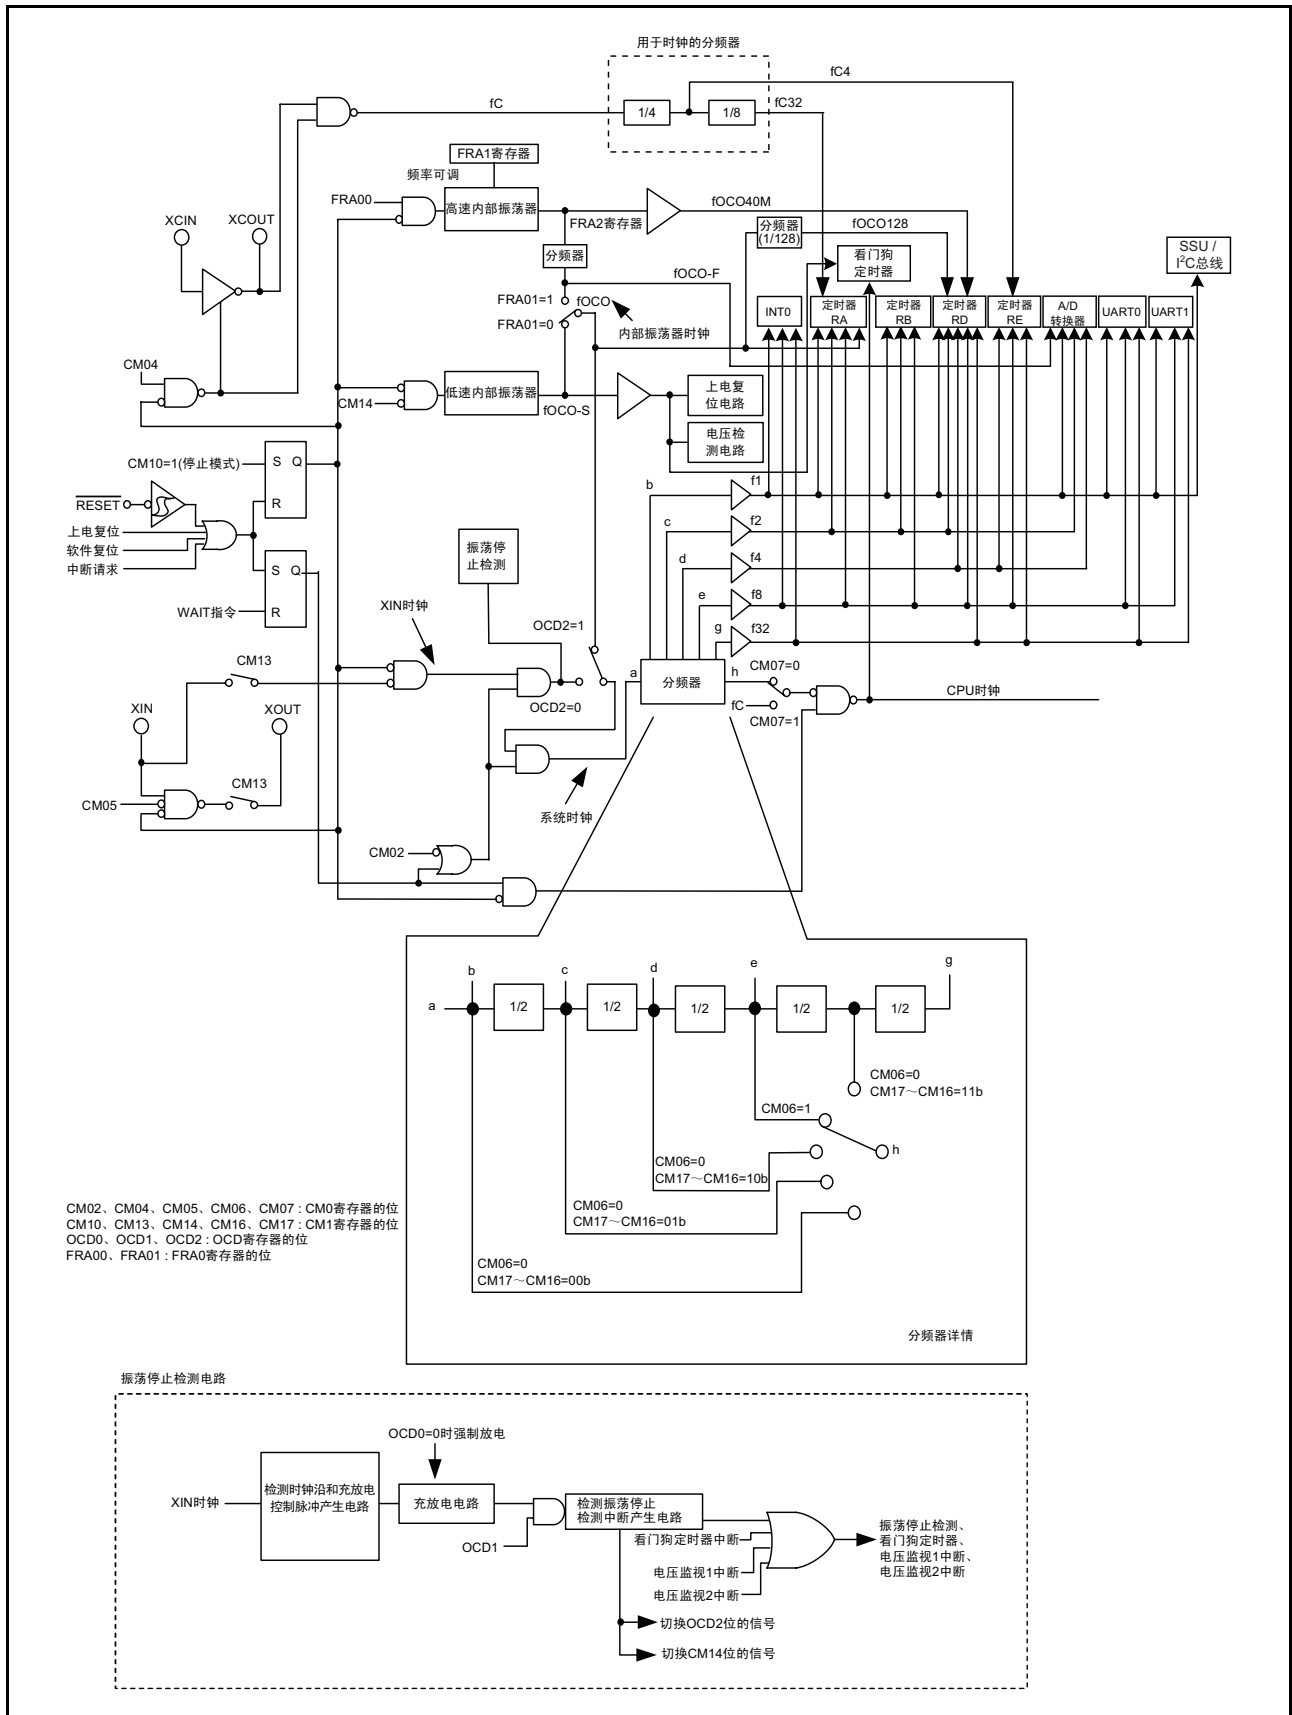 用于时钟的分频器
fC4
fC
1/4
1/8
fC32
FRA1寄存器
频率可调
FRA00
高速内部振荡器
FRA2寄存器
fOCO40M
XCIN
XCOUT
分频器
(1/128)
fOCO128
看门狗
定时器
SSU /
I²C总线
分频器
fOCO-F
FRA01=1
fOCO
FRA01=0
内部振荡器时钟
INT0
定时器
RA
定时器
RB
定时器
RD
定时器
RE
A/D
转换器
UART0
UART1
CM04
CM14
低速内部振荡器
fOCO-S
上电复
位电路
电压检
测电路
CM10=1(停止模式)
S Q
R
RESET
上电复位
软件复位
中断请求
S Q
R
WAIT指令
振荡停
止检测
b
f1
c
f2
d
f4
e
f8
g
f32
XIN时钟
OCD2=1
CM13
a
分频器
h
CM07=0
OCD2=0
fC
CM07=1
CPU时钟
XIN
XOUT
CM13
CM05
系统时钟
CM02
b
c
d
e
g
a
1/2
1/2
1/2
1/2
1/2
CM06=0
CM17～CM16=11b
CM06=1
h
CM06=0
CM17～CM16=10b
CM06=0
CM17～CM16=01b
CM06=0
CM17～CM16=00b
分频器详情
CM02、CM04、CM05、CM06、CM07 : CM0寄存器的位
CM10、CM13、CM14、CM16、CM17 : CM1寄存器的位
OCD0、OCD1、OCD2 : OCD寄存器的位
FRA00、FRA01 : FRA0寄存器的位
振荡停止检测电路
OCD0=0时强制放电
XIN时钟
检测时钟沿和充放电
控制脉冲产生电路
充放电电路
OCD1
检测振荡停止
检测中断产生电路
看门狗定时器中断
电压监视1中断
电压监视2中断
振荡停止检测、
看门狗定时器、
电压监视1中断、
电压监视2中断
切换OCD2位的信号
切换CM14位的信号